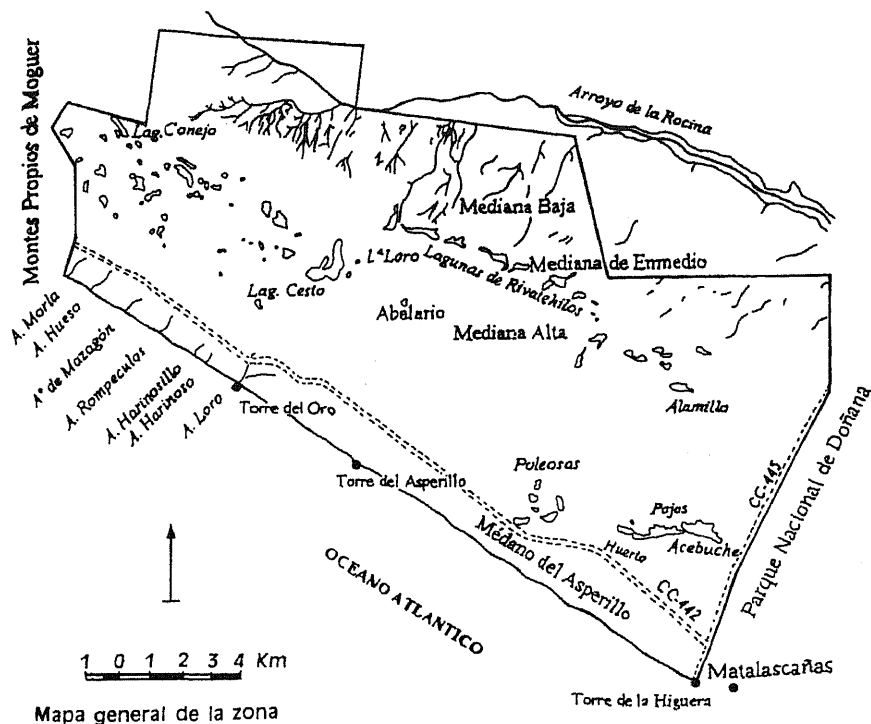 Montes Propios de Moguer
Arroyo de la Rocina
Lag. Conejo
Mediana Baja
Lª Loro
Lagunas de Rivatehilos
Mediana de Enmedio
Lag. Cesto
Abalario
Mediana Alta
A. Morla
A. Hueso
Aº de Mazagón
A. Rompeculos
A. Harinosillo
A. Harinoso
A. Loro
Torre del Oro
Alamillo
Torre del Asperillo
Poleosas
Pajas
Acebuche
Huerto
CC-445
CC-442
Parque Nacional de Doñana
Médano del Asperillo
OCEANO ATLANTICO
1 0 1 2 3 4 Km
Matalascañas
Torre de la Higuera
Mapa general de la zona